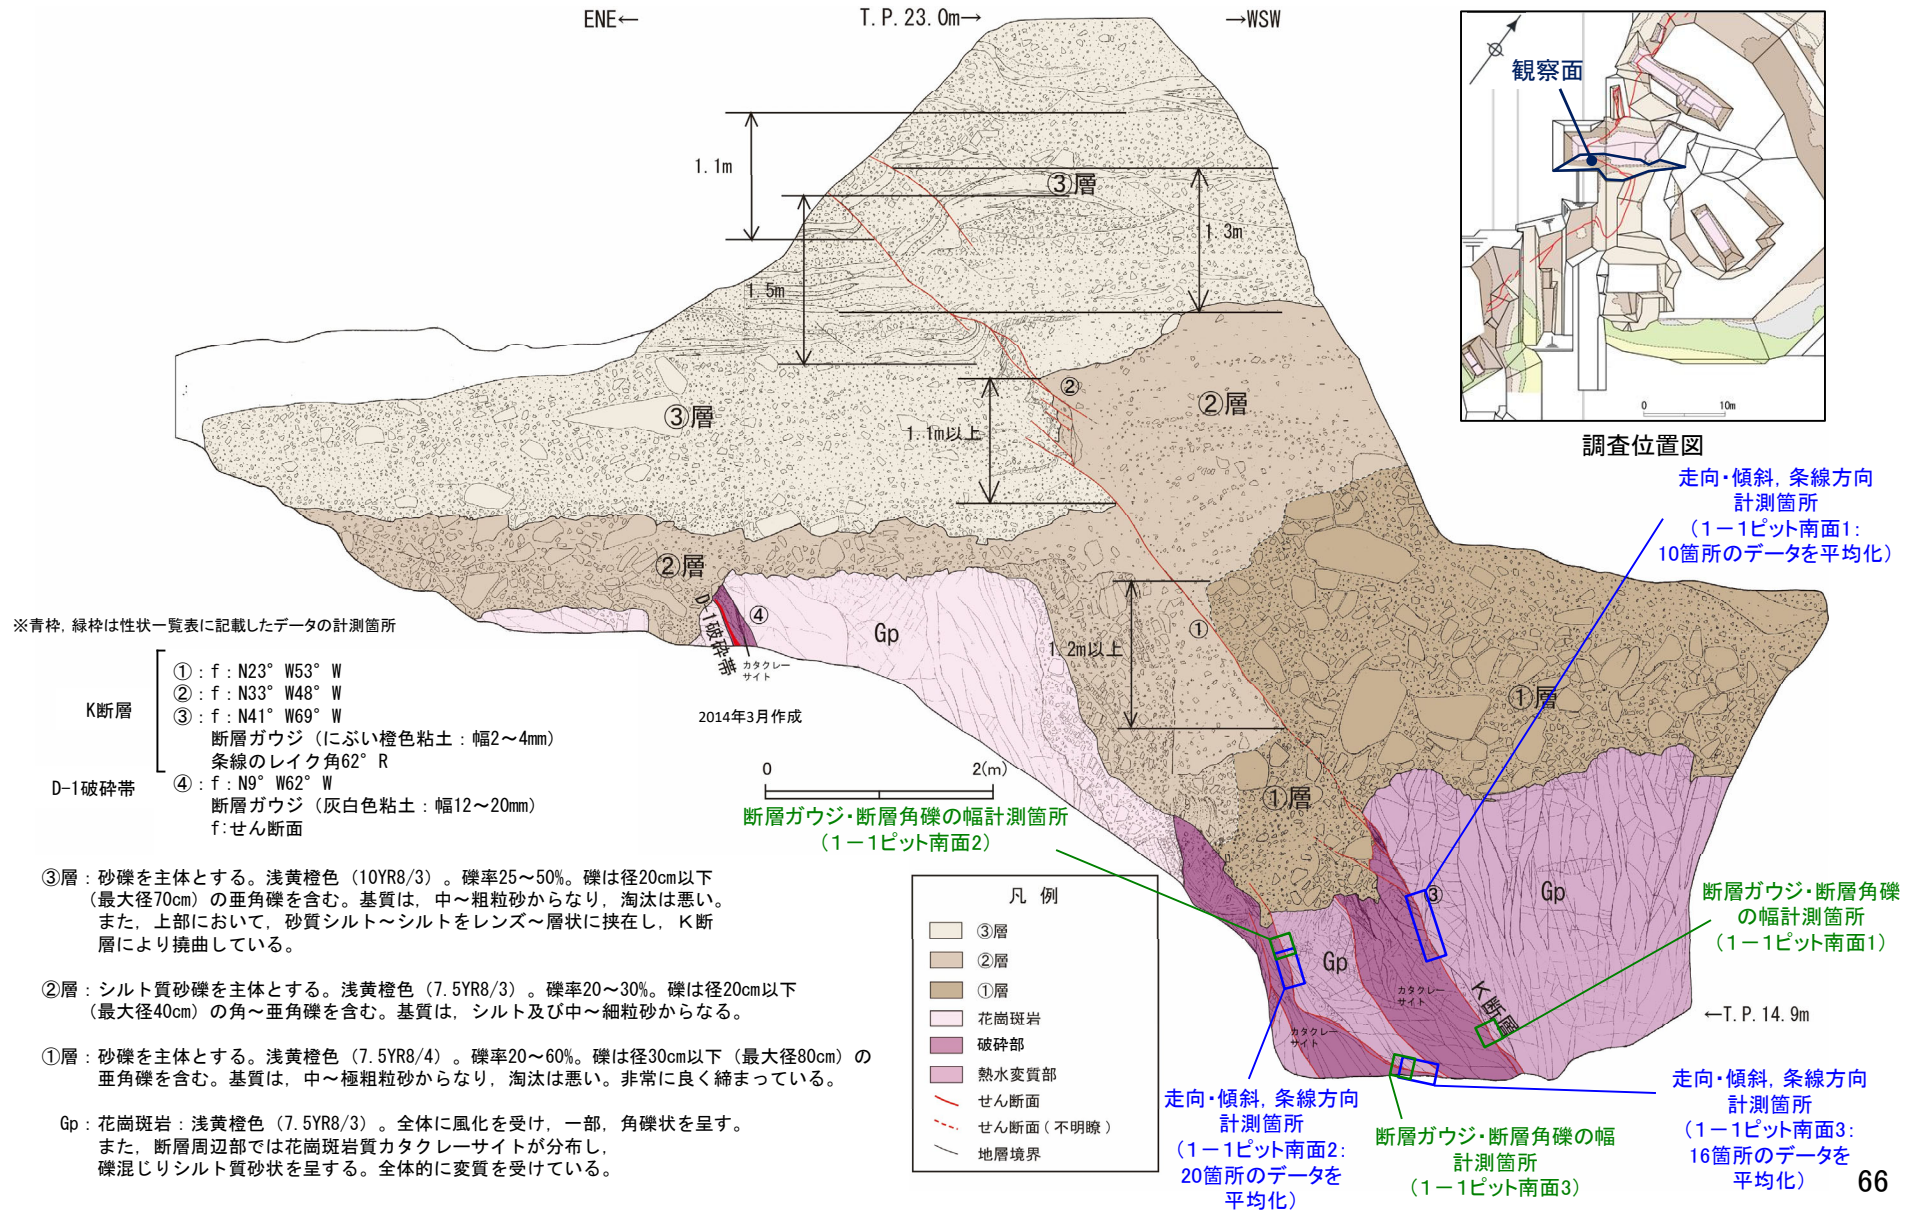 ENE←
T.P.23.0m→
→WSW
観察面
0
10m
調査位置図
1.1m
③層
1.3m
1.5m
②
②層
③層
1.1m以上
走向・傾斜, 条線方向
計測箇所
（1－1ピット南面1:
10箇所のデータを平均化）
②層
D-1破砕帯
④
カタクレー
サイト
Gp
①
1.2m以上
①層
※青枠, 緑枠は性状一覧表に記載したデータの計測箇所
K断層
①：f：N23°W53°W
②：f：N33°W48°W
③：f：N41°W69°W
断層ガウジ（にぶい橙色粘土：幅2～4mm）
条線のレイク角62°R
D-1破砕帯
④：f：N9°W62°W
断層ガウジ（灰白色粘土：幅12～20mm）
f:せん断面
2014年3月作成
0
2(m)
断層ガウジ・断層角礫の幅計測箇所
（1－1ピット南面2）
①層
③
Gp
Gp
カタクレー
サイト
カタクレー
サイト
K断層
断層ガウジ・断層角礫
の幅計測箇所
（1－1ピット南面1）
←T.P.14.9m
③層：砂礫を主体とする。浅黄橙色（10YR8/3）。礫率25～50%。礫は径20cm以下
（最大径70cm）の亜角礫を含む。基質は，中～粗粒砂からなり，淘汰は悪い。
また，上部において，砂質シルト～シルトをレンズ～層状に挟在し，K断
層により撓曲している。
②層：シルト質砂礫を主体とする。浅黄橙色（7.5YR8/3）。礫率20～30%。礫は径20cm以下
（最大径40cm）の角～亜角礫を含む。基質は，シルト及び中～細粒砂からなる。
①層：砂礫を主体とする。浅黄橙色（7.5YR8/4）。礫率20～60%。礫は径30cm以下（最大径80cm）の
亜角礫を含む。基質は，中～極粗粒砂からなり，淘汰は悪い。非常に良く締まっている。
Gp：花崗斑岩：浅黄橙色（7.5YR8/3）。全体に風化を受け，一部，角礫状を呈す。
また，断層周辺部では花崗斑岩質カタクレーサイトが分布し，
礫混じりシルト質砂状を呈する。全体的に変質を受けている。
凡 例
③層
②層
①層
花崗斑岩
破砕部
熱水変質部
せん断面
せん断面（不明瞭）
地層境界
走向・傾斜, 条線方向
計測箇所
（1－1ピット南面2:
20箇所のデータを
平均化）
断層ガウジ・断層角礫の幅
計測箇所
（1－1ピット南面3）
走向・傾斜, 条線方向
計測箇所
（1－1ピット南面3:
16箇所のデータを
平均化）
66